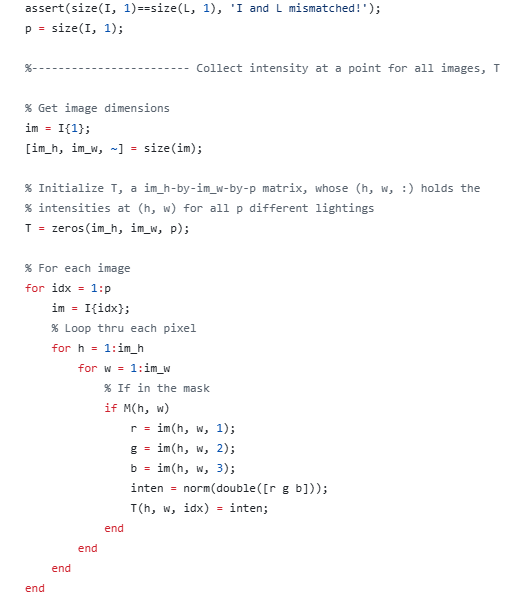 assert(size(I, 1)==size(L, 1), 'I and L mismatched!');
p = size(I, 1);
%------------------------ Collect intensity at a point for all images, T
% Get image dimensions
im = I{1};
[im_h, im_w, ~] = size(im);
% Initialize T, a im_h-by-im_w-by-p matrix, whose (h, w, :) holds the
% intensities at (h, w) for all p different lightings
T = zeros(im_h, im_w, p);
% For each image
for idx = 1:p
    im = I{idx};
    % Loop thru each pixel
    for h = 1:im_h
        for w = 1:im_w
            % If in the mask
            if M(h, w)
                r = im(h, w, 1);
                g = im(h, w, 2);
                b = im(h, w, 3);
                inten = norm(double([r g b]));
                T(h, w, idx) = inten;
            end
        end
    end
end